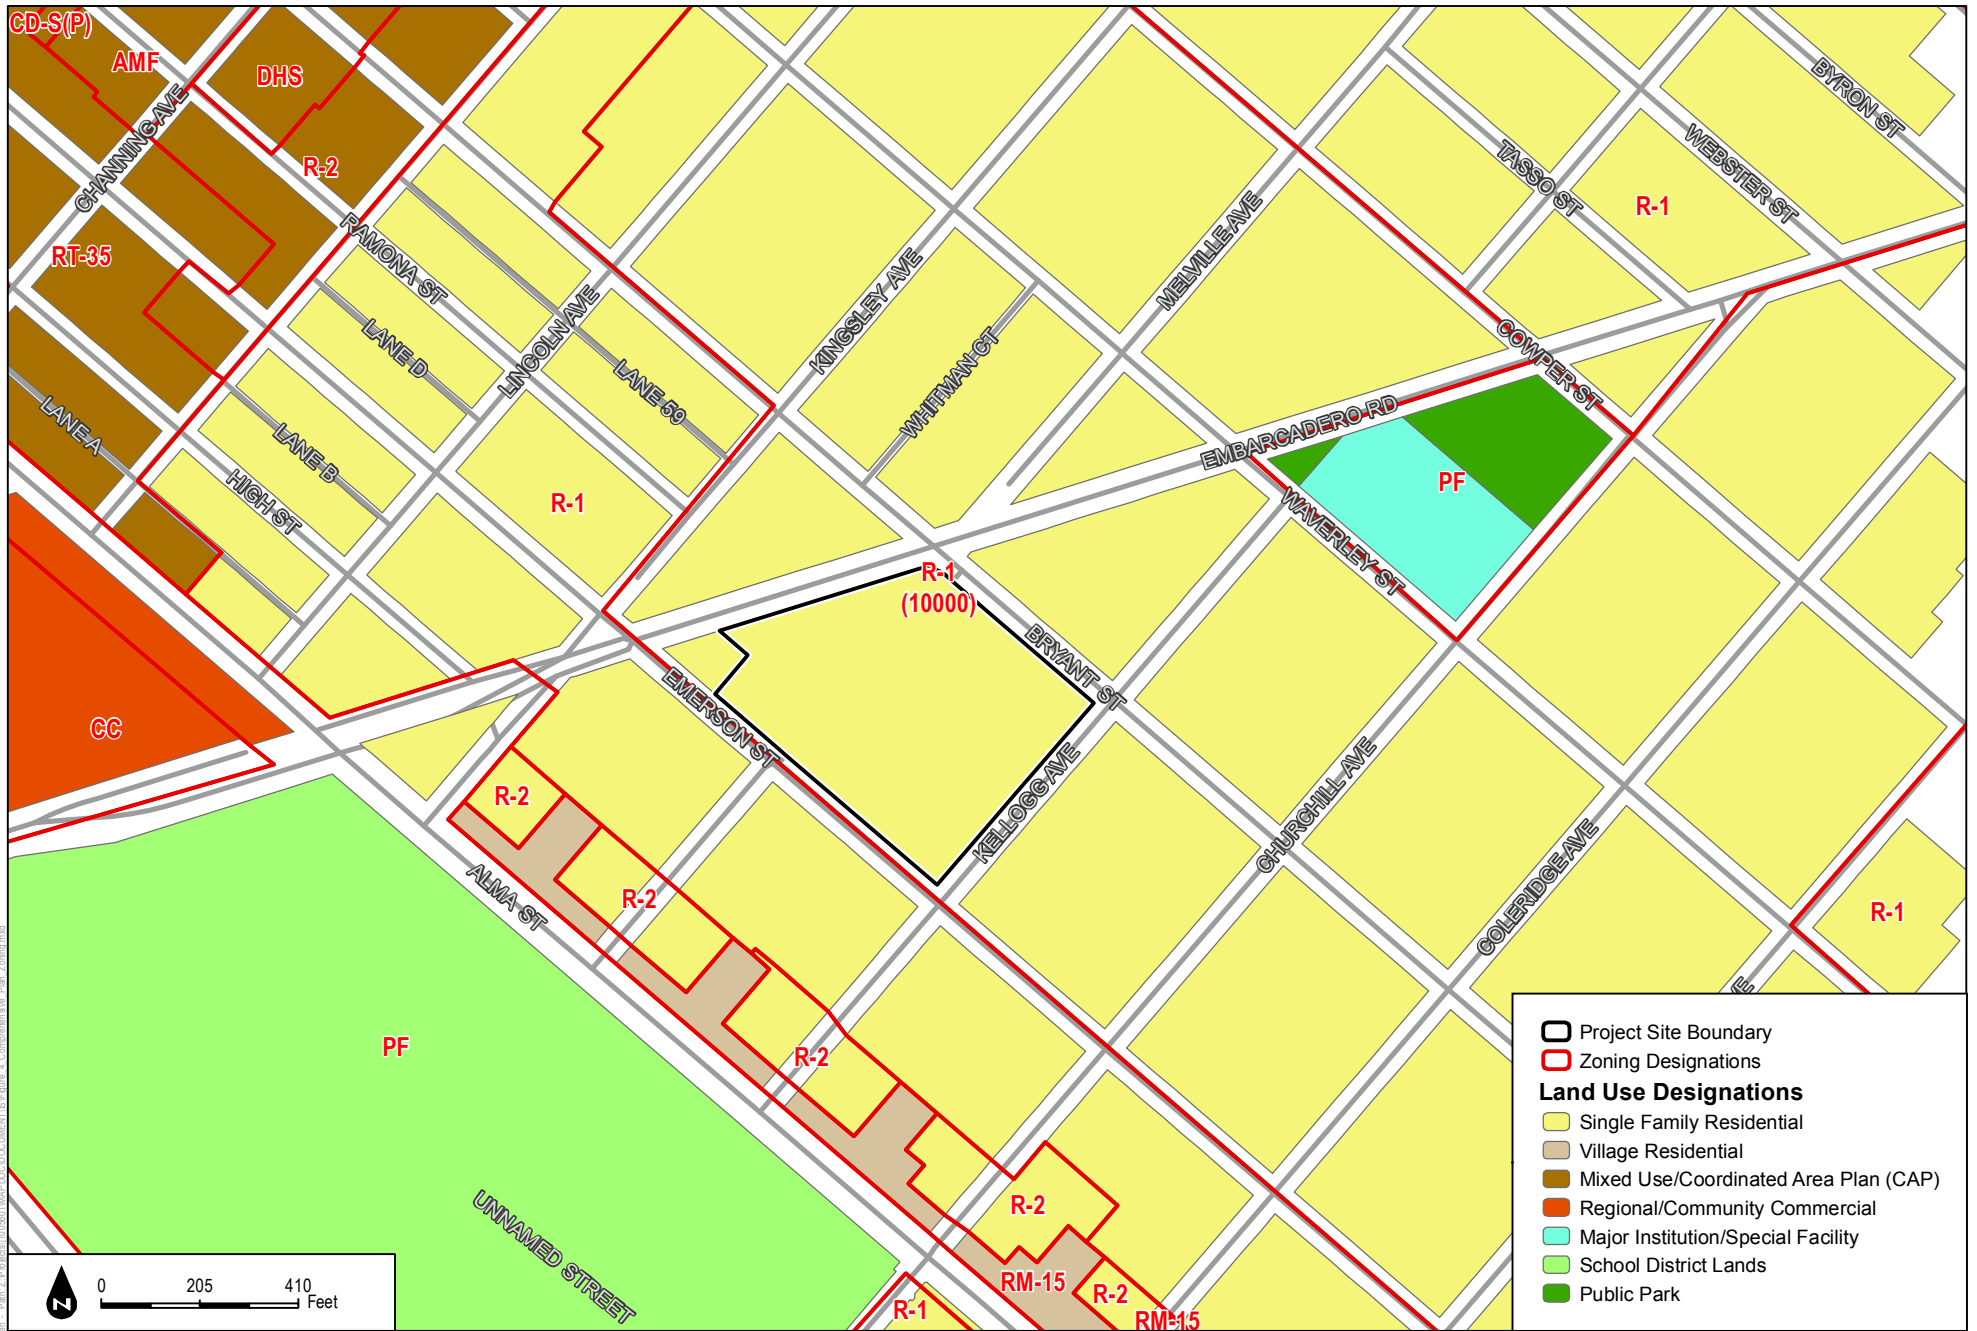 CD-S(P)
AMF
DHS
BYRON ST
CHANNING AVE
WEBSTER ST
TASSO ST
R-2
R-1
RAMONA ST
MELVILLE AVE
RT-35
KINGSLEY AVE
LINCOLN AVE
LANE D
WHITMAN CT
COWPER ST
LANE 59
LANE A
EMBARCADERO RD
LANE B
HIGH ST
R-1
PF
WAVERLEY ST
R-1
(10000)
BRYANT ST
EMERSON ST
CC
KELLOGG AVE
CHURCHILL AVE
R-2
COLERIDGE AVE
ALMA ST
R-2
R-1
PF
R-2
R-2
UNNAMED STREET
RM-15
R-2
R-1
RM-15
VE
Project Site Boundary
Zoning Designations
Land Use Designations
Single Family Residential
Village Residential
Mixed Use/Coordinated Area Plan (CAP)
Regional/Community Commercial
Major Institution/Special Facility
School District Lands
Public Park
N
0 205 410
Feet